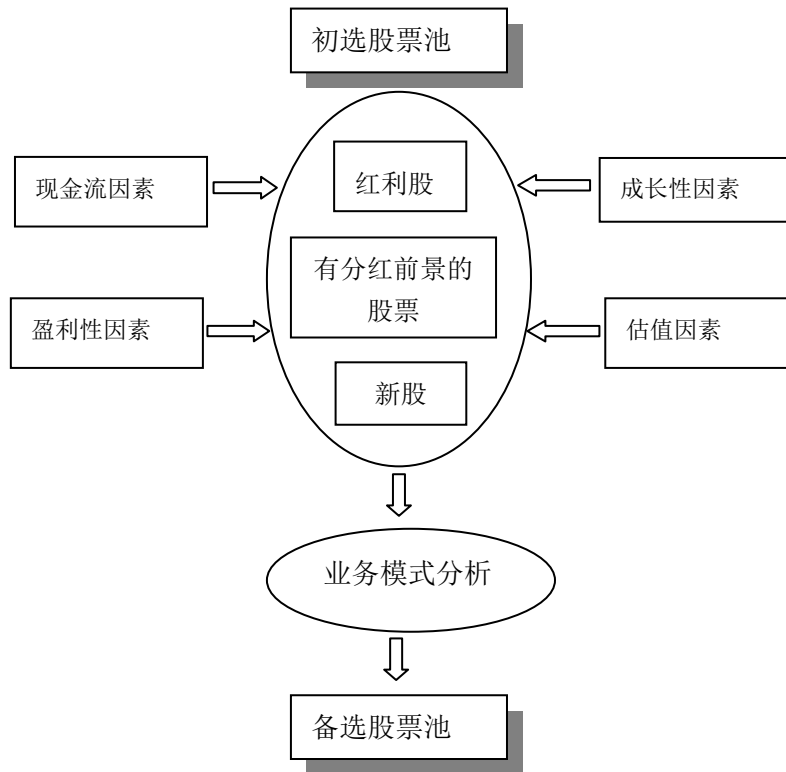 初选股票池
现金流因素
红利股
成长性因素
有分红前景的
股票
盈利性因素
估值因素
新股
业务模式分析
备选股票池